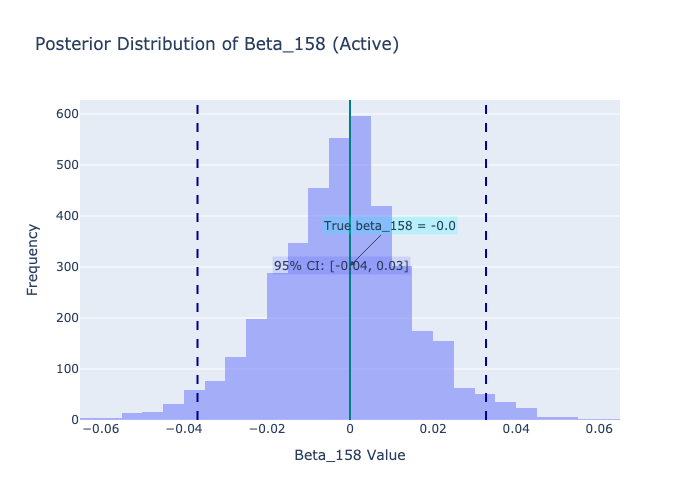 Posterior Distribution of Beta_158 (Active)
600
500
400
300
200
100
0
Frequency
True beta_158 = -0.0
95% CI: [-0.04, 0.03]
−0.06
−0.04
−0.02
0
0.02
0.04
0.06
Beta_158 Value